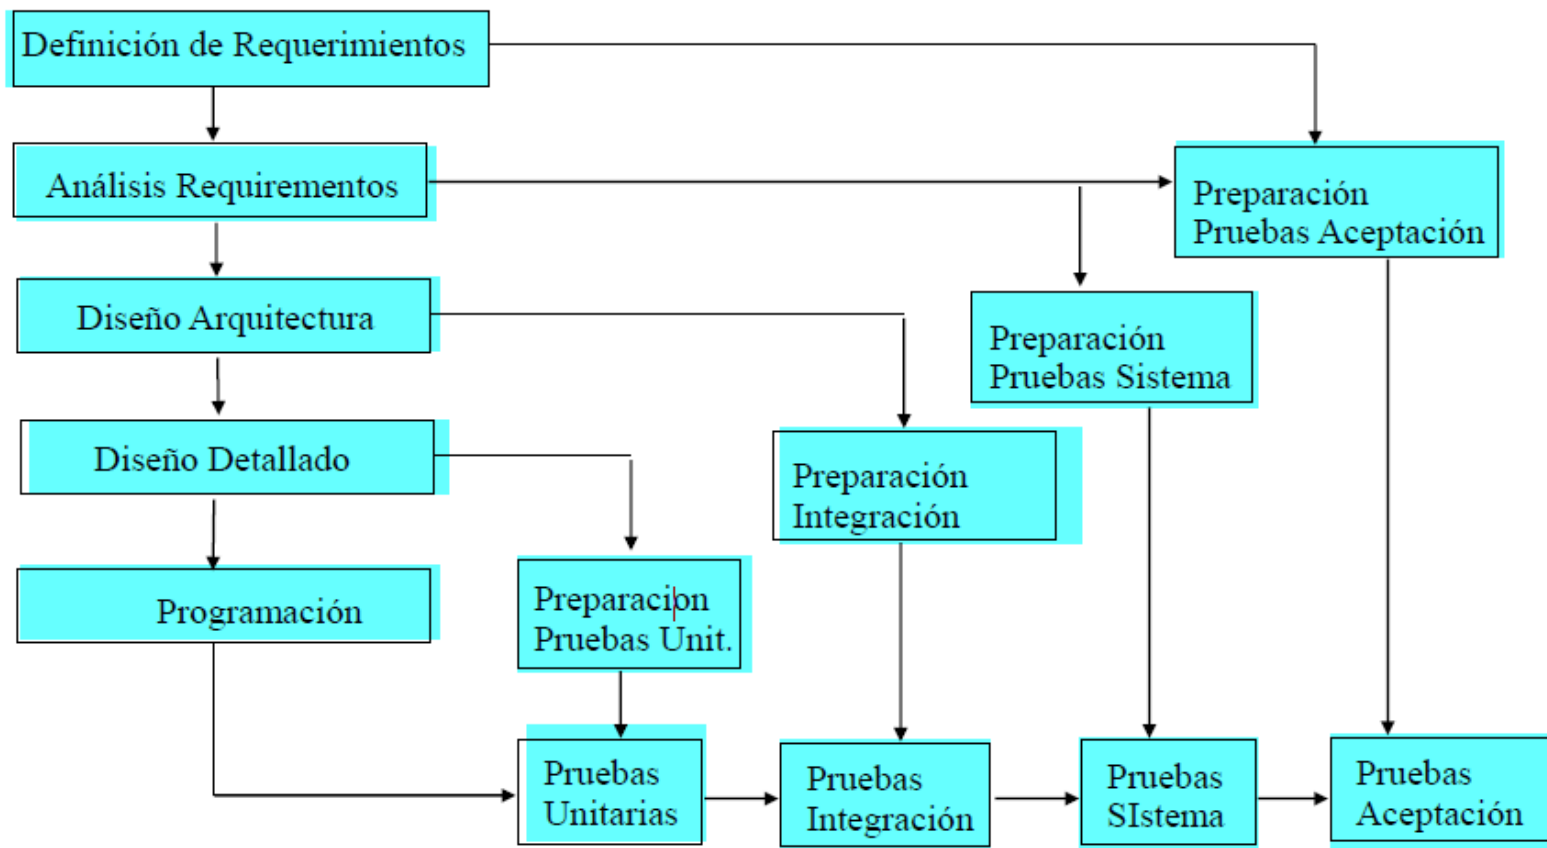 Definición de Requerimientos
Análisis Requirementos
Preparación
Pruebas Aceptación
Diseño Arquitectura
Preparación
Pruebas Sistema
Diseño Detallado
Preparación
Integración
Programación
Preparacion
Pruebas Unit.
Pruebas
Unitarias
Pruebas
Integración
Pruebas
SIstema
Pruebas
Aceptación